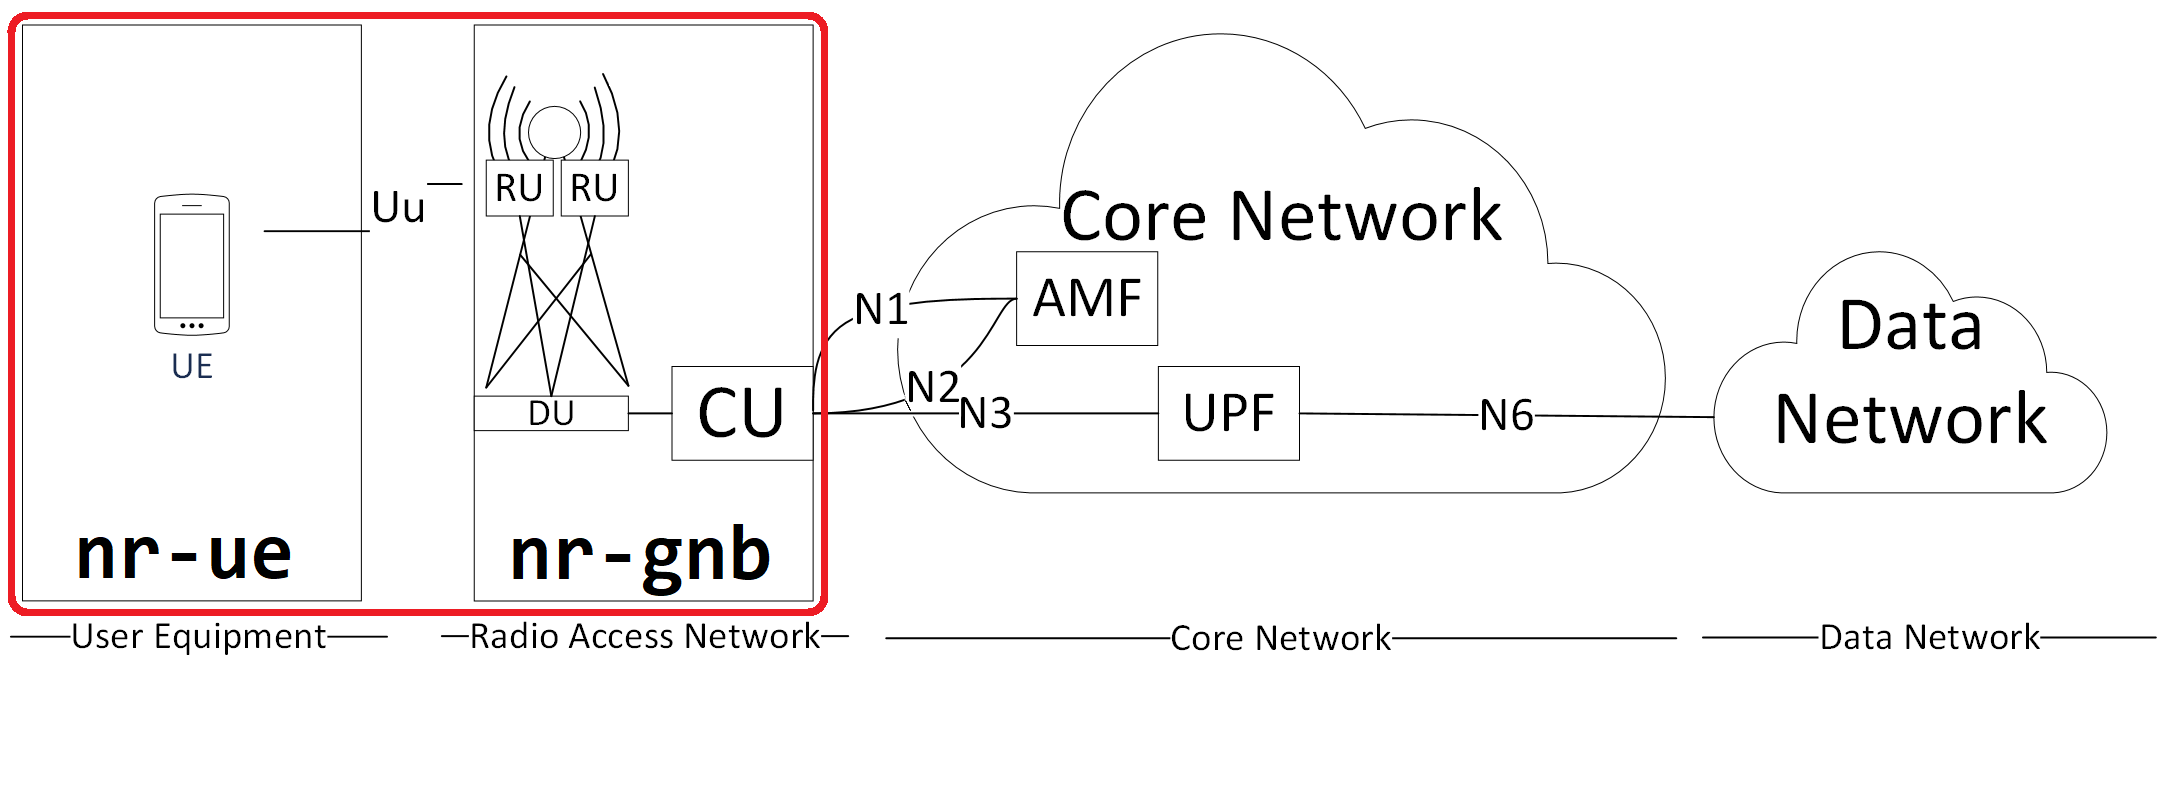 Uu
RU
RU
UE
DU
CU
nr-ue
nr-gnb
N1
N2
N3
Core Network
AMF
UPF
N6
Data
Network
User Equipment
Radio Access Network
Core Network
Data Network